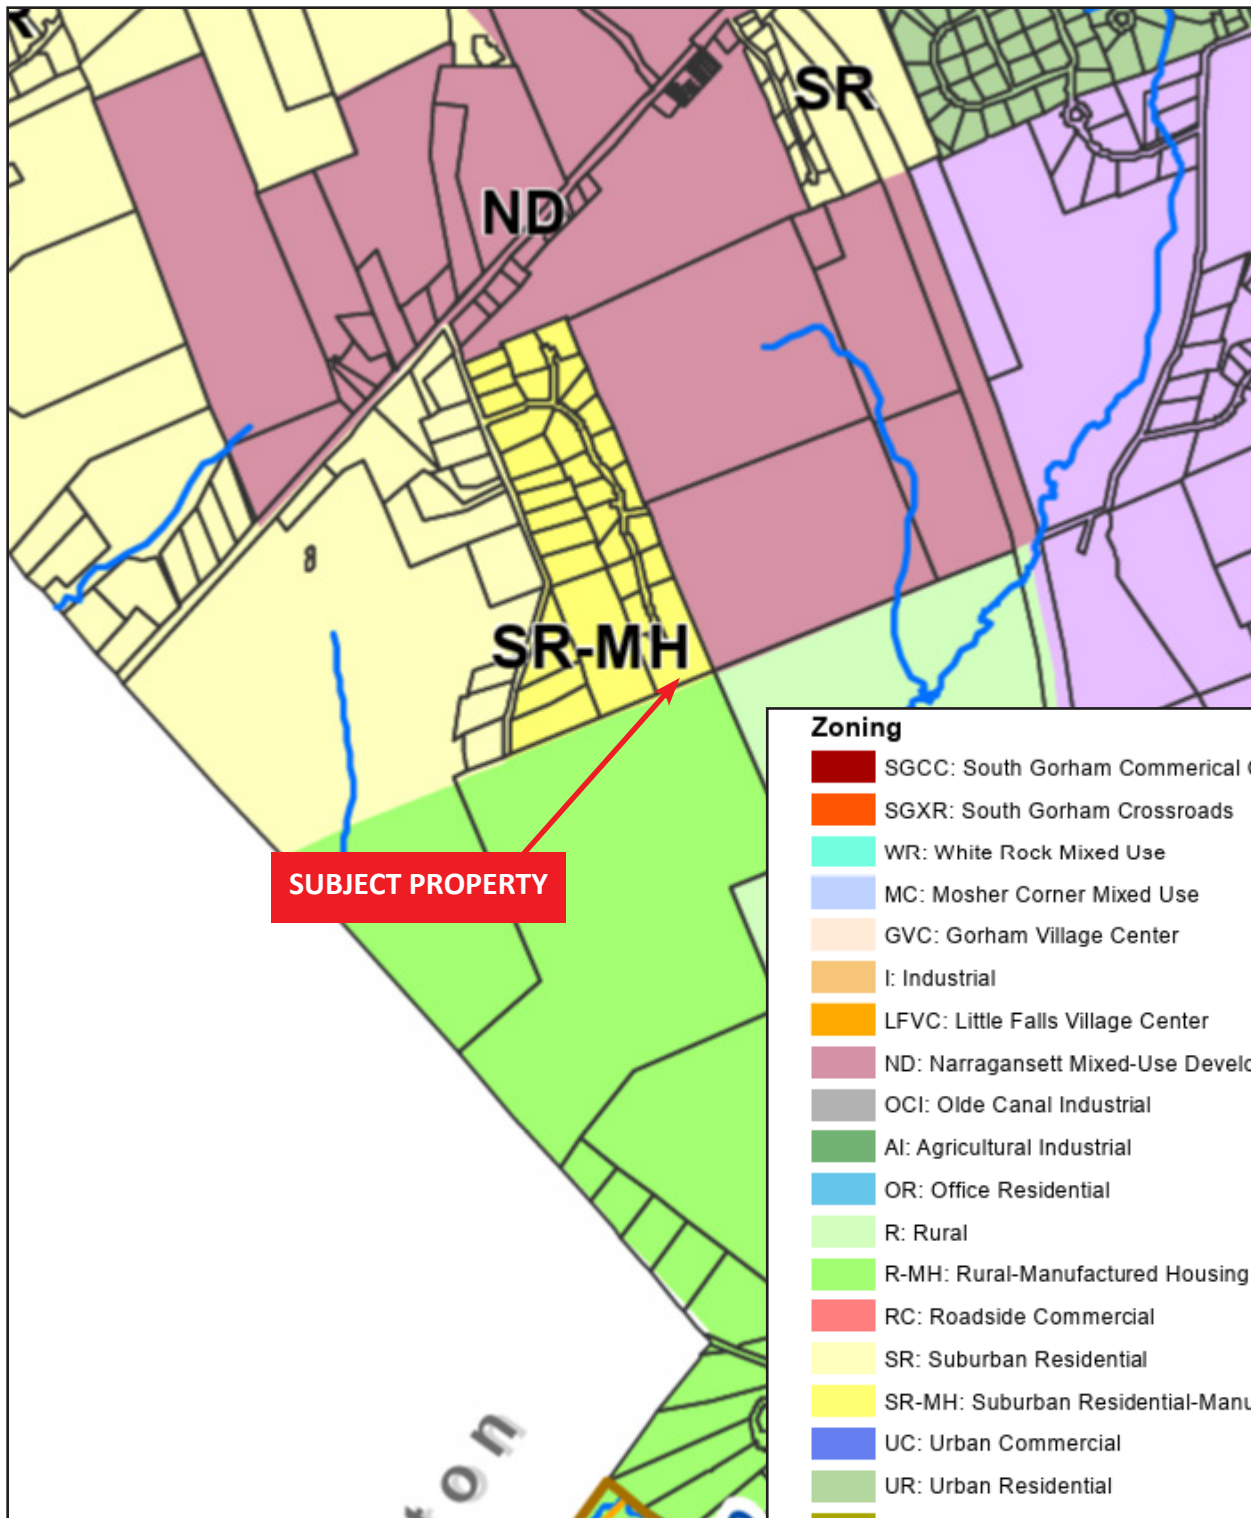 SR
ND
SR-MH
SUBJECT PROPERTY
Zoning
SGCC: South Gorham Commerical
SGXR: South Gorham Crossroads
WR: White Rock Mixed Use
MC: Mosher Corner Mixed Use
GVC: Gorham Village Center
I: Industrial
LFVC: Little Falls Village Center
ND: Narragansett Mixed-Use Develo
OCI: Olde Canal Industrial
AI: Agricultural Industrial
OR: Office Residential
R: Rural
R-MH: Rural-Manufactured Housing
RC: Roadside Commercial
SR: Suburban Residential
SR-MH: Suburban Residential-Manu
UC: Urban Commercial
UR: Urban Residential
ton